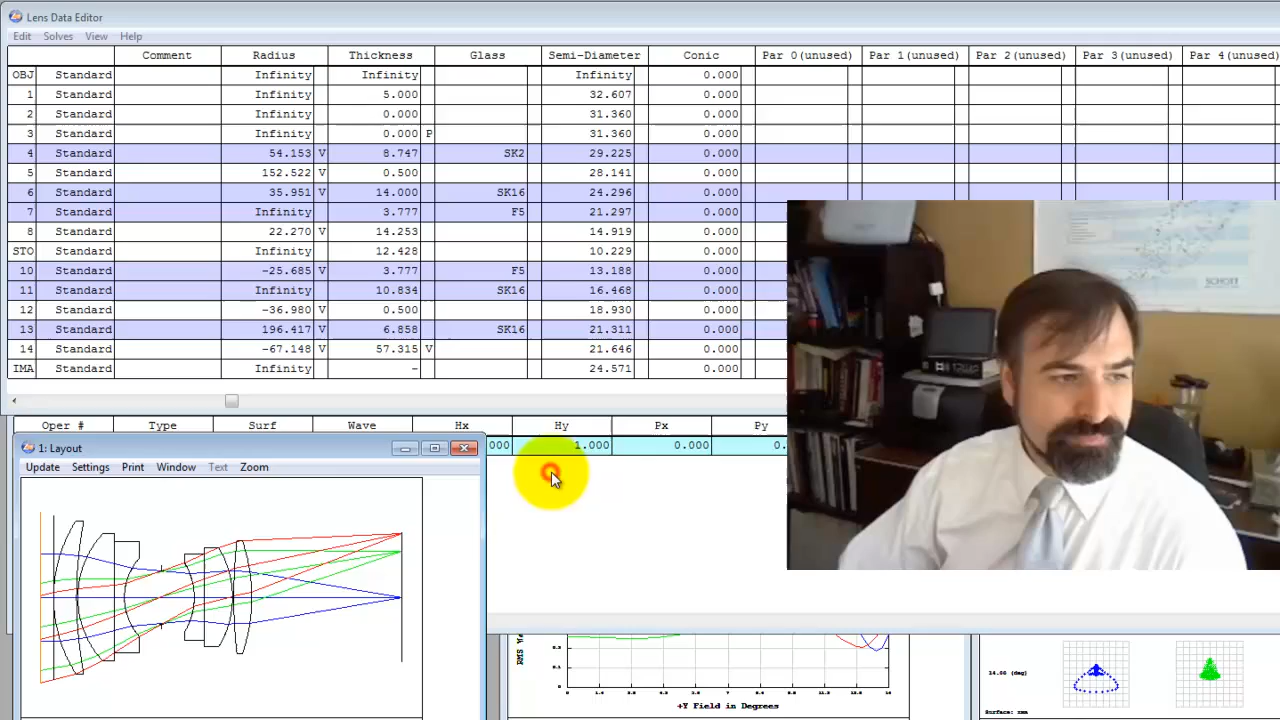 Lens Data Editor
Edit Solves View Help
Comment Radius Thickness Glass Semi-Diameter Conic Par 0(unused) Par 1(unused) Par 2(unused) Par 3(unused) Par 4(unused)
OBJ Standard Infinity Infinity Infinity 0.000
1 Standard Infinity 5.000 32.607 0.000
2 Standard Infinity 0.000 31.360 0.000
3 Standard Infinity 0.000 P 31.360 0.000
4 Standard 54.153 V 8.747 SK2 29.225 0.000
5 Standard 152.522 V 0.500 28.141 0.000
6 Standard 35.951 V 14.000 SK16 24.296 0.000
7 Standard Infinity 3.777 F5 21.297 0.000
8 Standard 22.270 V 14.253 14.919 0.000
STO Standard Infinity 12.428 10.229 0.000
10 Standard -25.685 V 3.777 F5 13.188 0.000
11 Standard Infinity 10.834 SK16 16.468 0.000
12 Standard -36.980 V 0.500 18.930 0.000
13 Standard 196.417 V 6.858 SK16 21.311 0.000
14 Standard -67.148 V 57.315 V 21.646 0.000
IMA Standard Infinity - 24.571 0.000
SCHOTT
Oper # Type Surf Wave Hx Hy Px Py
000 1.000 0.000 0.
1: Layout
Update Settings Print Window Text Zoom
+Y Field in Degrees
14.00 (deg)
Surface: IMA